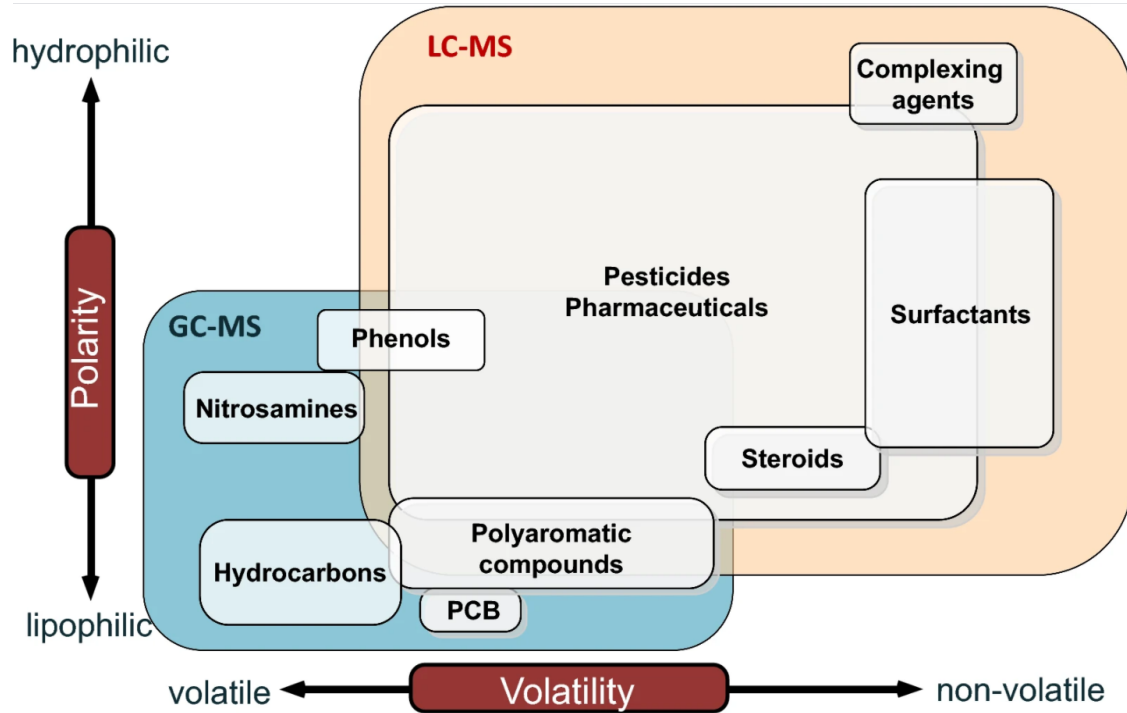 hydrophilic
LC-MS
Complexing
agents
Pesticides
Pharmaceuticals
Surfactants
Polarity
GC-MS
Phenols
Nitrosamines
Steroids
Polyaromatic
compounds
Hydrocarbons
PCB
lipophilic
volatile
Volatility
non-volatile